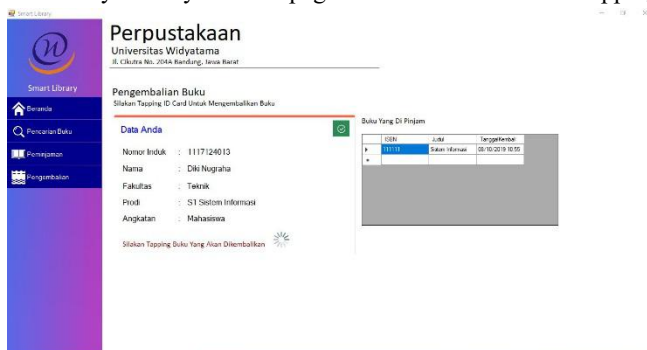 Smart Library
Perpustakaan
Universitas Widyatama
Jl. Cikutra No. 204A Bandung, Jawa Barat
Smart Library
Beranda
Pencarian Buku
Peminjaman
Pengembalian
Pengembalian Buku
Silakan Tapping ID Card Untuk Mengembalikan Buku
Data Anda
Nomor Induk : 1117124013
Nama : Diki Nugraha
Fakultas : Teknik
Prodi : S1 Sistem Informasi
Angkatan : Mahasiswa
Silakan Tapping Buku Yang Akan Dikembalikan
Buku Yang Di Pinjam
ISBN Judul TanggalKembali
111111 Sistem Informasi 08/10/2019 10:55